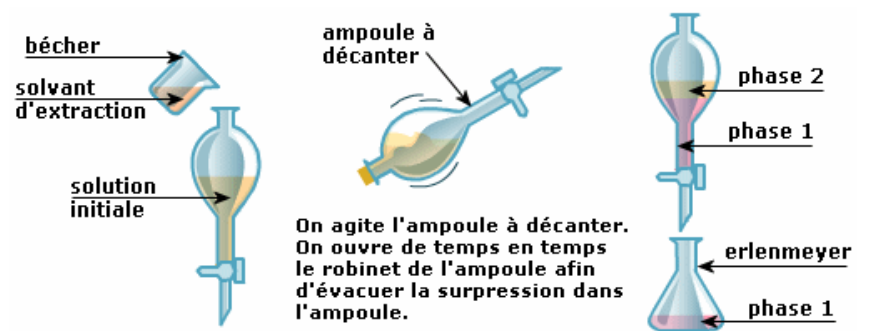 bécher
solvant
d'extraction
solution
initiale
ampoule à
décanter
On agite l'ampoule à décanter.
On ouvre de temps en temps
le robinet de l'ampoule afin
d'évacuer la surpression dans
l'ampoule.
phase 2
phase 1
erlenmeyer
phase 1